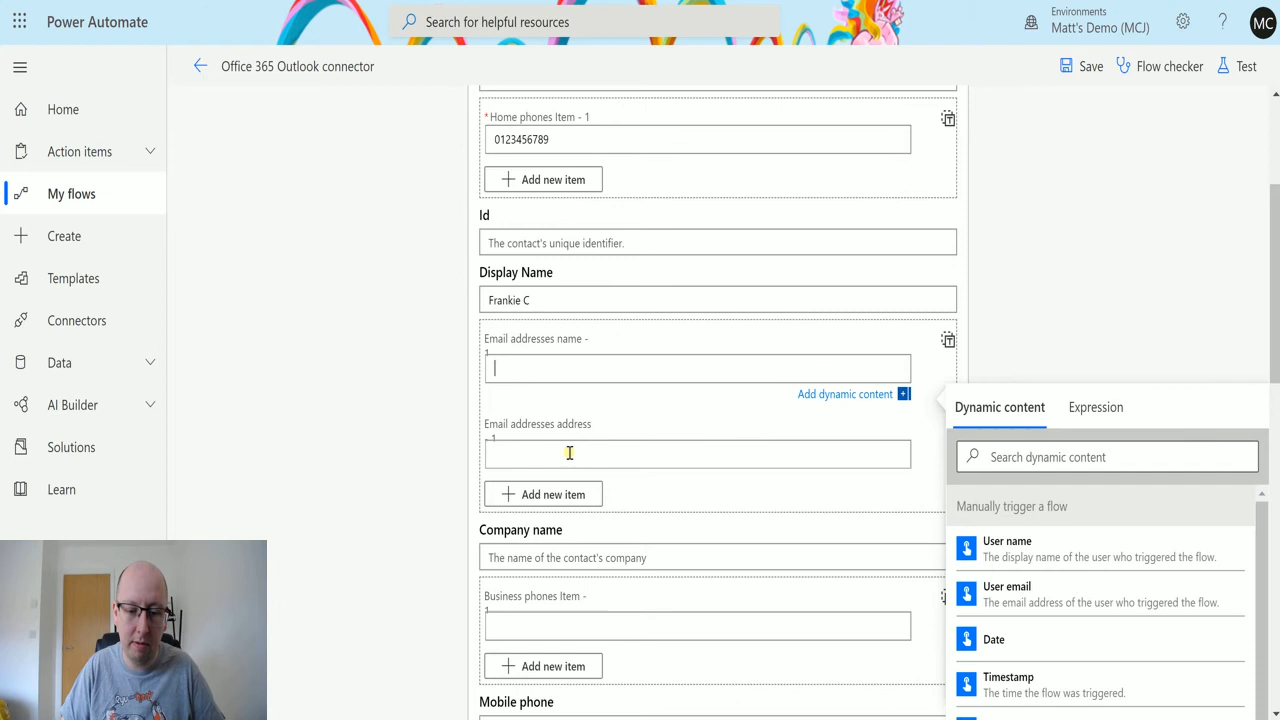 Power Automate
Search for helpful resources
Environments
Matt's Demo (MCJ)
MC
Office 365 Outlook connector
Save
Flow checker
Test
Home
Action items
My flows
Create
Templates
Connectors
Data
AI Builder
Solutions
Learn
* Home phones Item - 1
0123456789
Add new item
Id
The contact's unique identifier.
Display Name
Frankie C
Email addresses name -
1
Add dynamic content
Email addresses address
- 1
Add new item
Company name
The name of the contact's company
Business phones Item -
1
Add new item
Mobile phone
Dynamic content
Expression
Search dynamic content
Manually trigger a flow
User name
The display name of the user who triggered the flow.
User email
The email address of the user who triggered the flow.
Date
Timestamp
The time the flow was triggered.